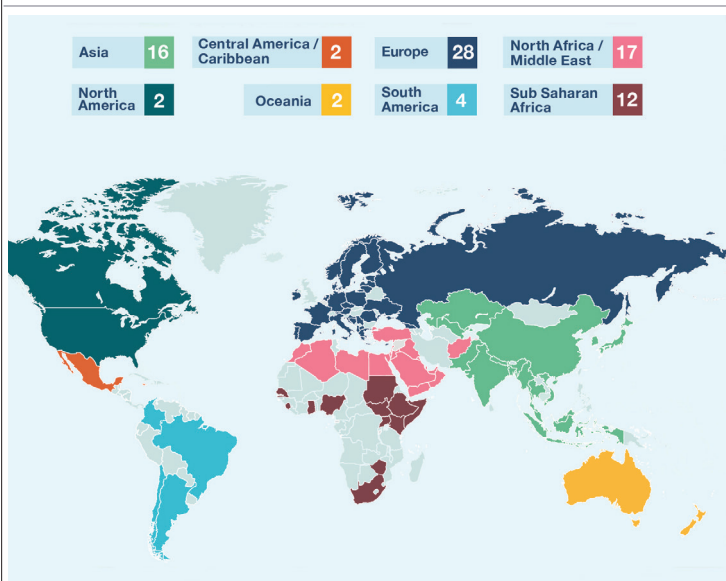 Asia 16
Central America /
Caribbean 2
Europe 28
North Africa /
Middle East 17
North
America 2
Oceania 2
South
America 4
Sub Saharan
Africa 12